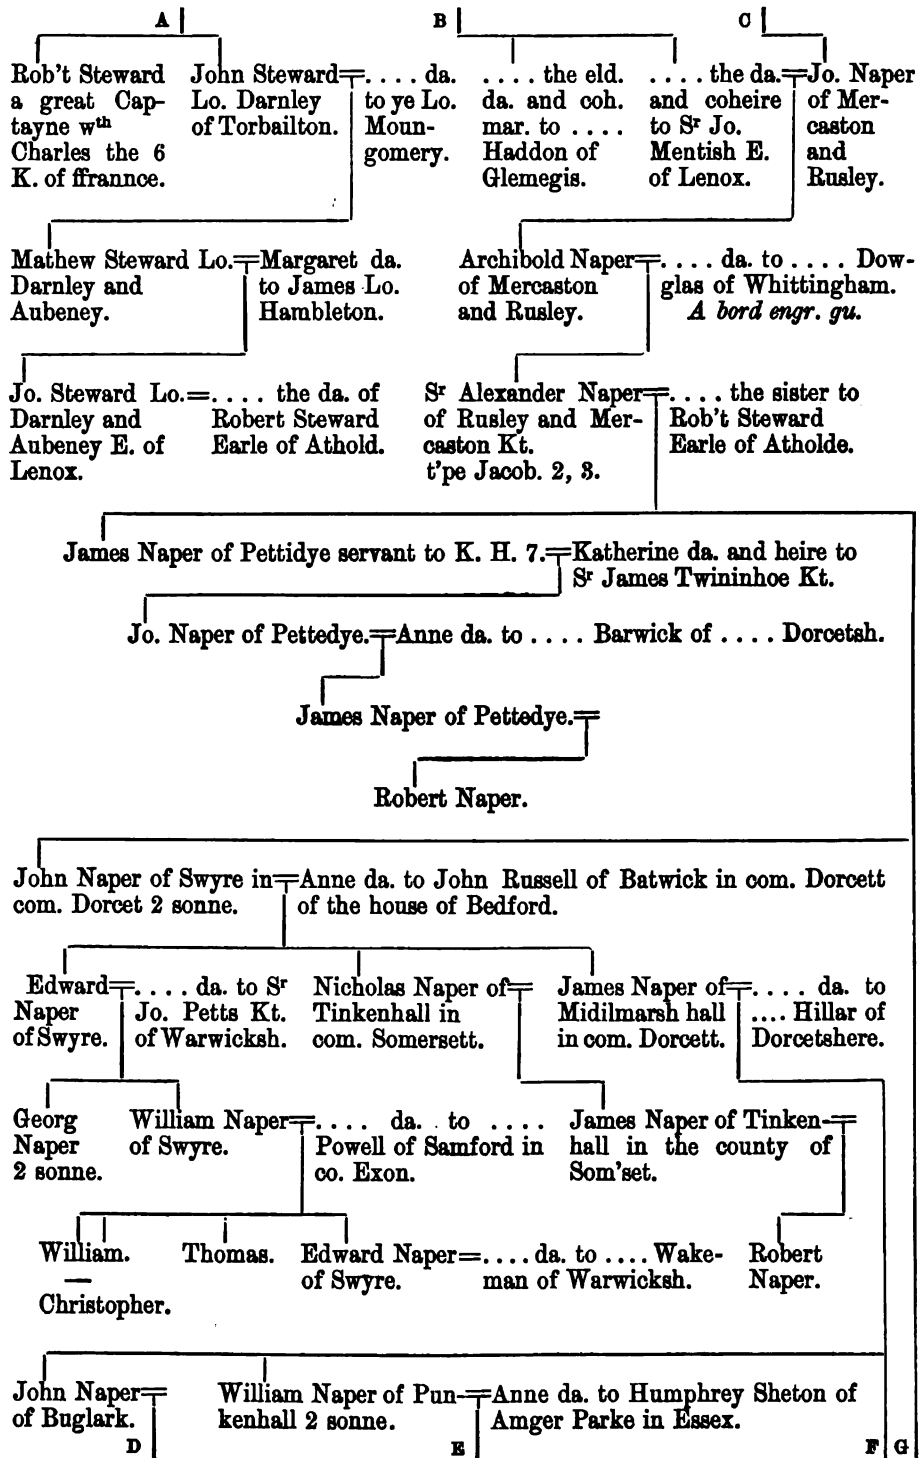 A B C
Rob't Steward
a great Cap-
tayne wth
Charles the 6
K. of ffrannce.
John Steward
Lo. Darnley
of Torbailton.
. . . . da.
to ye Lo.
Moun-
gomery.
. . . . the eld.
da. and coh.
mar. to . . . .
Haddon of
Glemegis.
. . . . the da.
and coheire
to Sr Jo.
Mentish E.
of Lenox.
Jo. Naper
of Mer-
caston
and
Rusley.
Mathew Steward Lo.
Darnley and
Aubeney.
Margaret da.
to James Lo.
Hambleton.
Archibold Naper
of Mercaston
and Rusley.
. . . . da. to . . . . Dow-
glas of Whittingham.
A bord engr. gu.
Jo. Steward Lo.
Darnley and
Aubeney E. of
Lenox.
. . . . the da. of
Robert Steward
Earle of Athold.
Sr Alexander Naper
of Rusley and Mer-
caston Kt.
t'pe Jacob. 2, 3.
. . . . the sister to
Rob't Steward
Earle of Atholde.
James Naper of Pettidye servant to K. H. 7.
Katherine da. and heire to
Sr James Twininhoe Kt.
Jo. Naper of Pettedye.
Anne da. to . . . . Barwick of . . . . Dorcetsh.
James Naper of Pettedye.
Robert Naper.
John Naper of Swyre in
com. Dorcet 2 sonne.
Anne da. to John Russell of Batwick in com. Dorcett
of the house of Bedford.
Edward
Naper
of Swyre.
. . . . da. to Sr
Jo. Petts Kt.
of Warwicksh.
Nicholas Naper of
Tinkenhall in
com. Somersett.
James Naper of
Midilmarsh hall
in com. Dorcett.
. . . . da. to
. . . . Hillar of
Dorcetshere.
Georg
Naper
2 sonne.
William Naper
of Swyre.
. . . . da. to . . . .
Powell of Samford in
co. Exon.
James Naper of Tinken-
hall in the county of
Som'set.
William.
Christopher.
Thomas.
Edward Naper
of Swyre.
. . . . da. to . . . . Wake-
man of Warwicksh.
Robert
Naper.
John Naper
of Buglark.
William Naper of Pun-
kenhall 2 sonne.
Anne da. to Humphrey Sheton of
Amger Parke in Essex.
D E F G